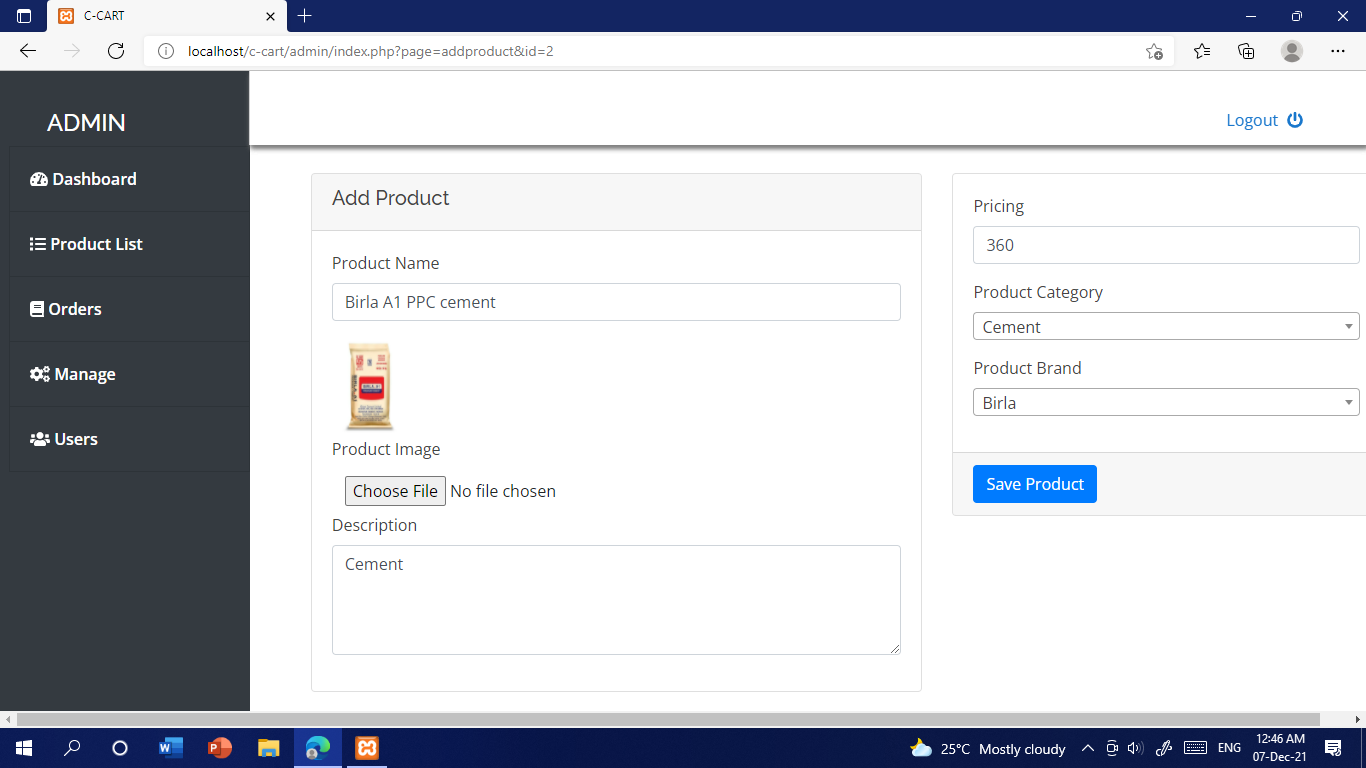 C-CART
localhost/c-cart/admin/index.php?page=addproduct&id=2
ADMIN
Logout
Dashboard
Product List
Orders
Manage
Users
Add Product
Product Name
Birla A1 PPC cement
Product Image
Choose File No file chosen
Description
Cement
Pricing
360
Product Category
Cement
Product Brand
Birla
Save Product
25°C Mostly cloudy
ENG
12:46 AM
07-Dec-21